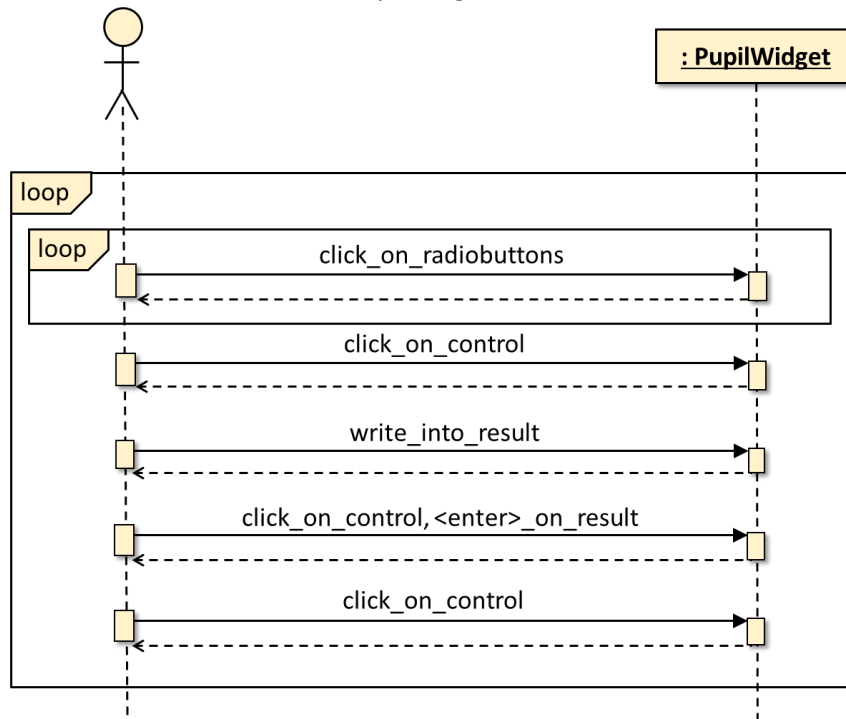 : PupilWidget
loop
loop
click_on_radiobuttons
click_on_control
write_into_result
click_on_control, <enter>_on_result
click_on_control